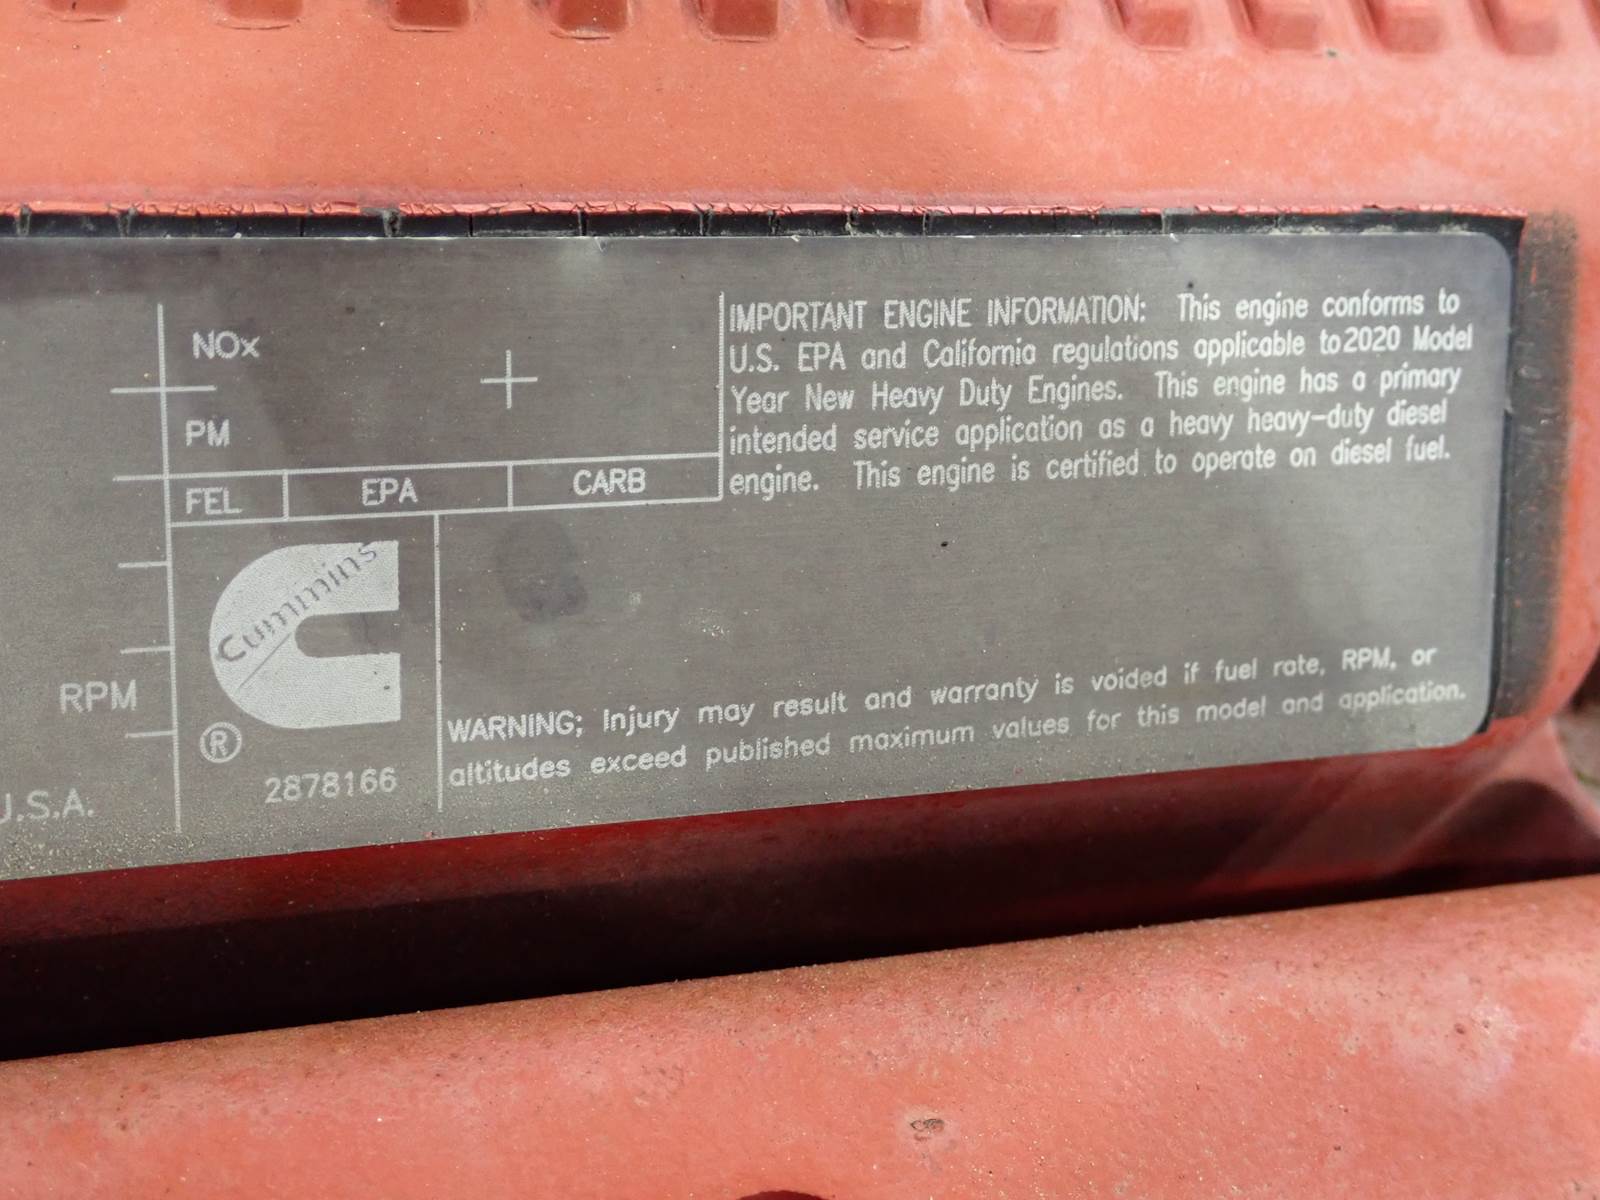 NOx
PM
FEL EPA CARB
IMPORTANT ENGINE INFORMATION: This engine conforms to
U.S. EPA and California regulations applicable to 2020 Model
Year New Heavy Duty Engines. This engine has a primary
intended service application as a heavy heavy-duty diesel
engine. This engine is certified to operate on diesel fuel.
Cummins
®
2878166
RPM
U.S.A.
WARNING; Injury may result and warranty is voided if fuel rate, RPM, or
altitudes exceed published maximum values for this model and application.